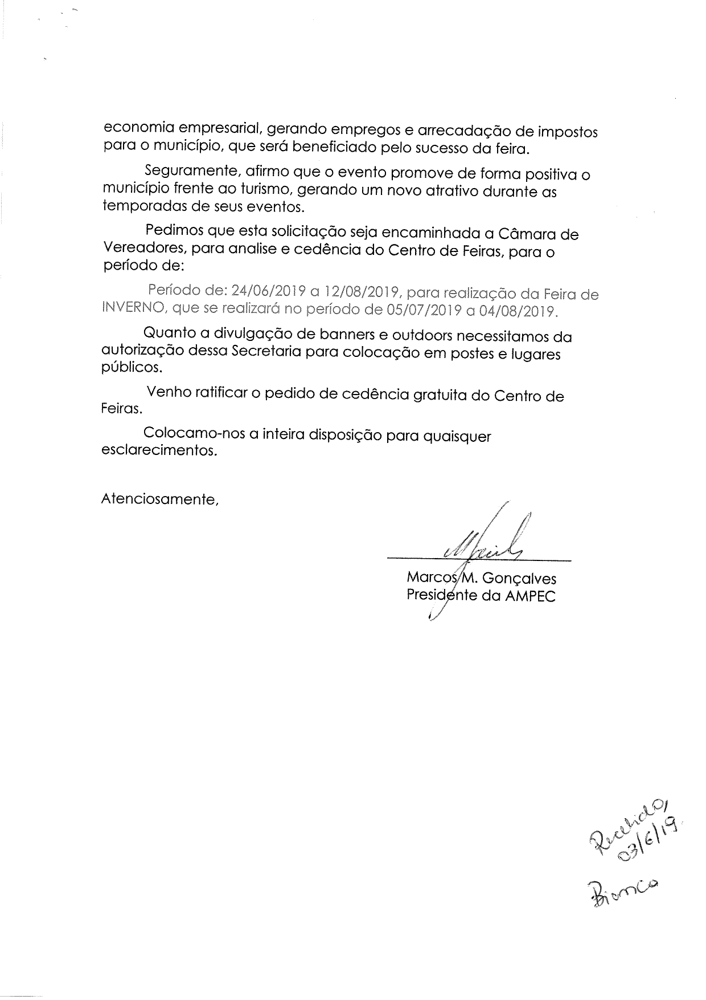 economia empresarial, gerando empregos e arrecadação de impostos
para o município, que será beneficiado pelo sucesso da feira.
Seguramente, afirmo que o evento promove de forma positiva o
município frente ao turismo, gerando um novo atrativo durante as
temporadas de seus eventos.
Pedimos que esta solicitação seja encaminhada a Câmara de
Vereadores, para analise e cedência do Centro de Feiras, para o
período de:
Período de: 24/06/2019 a 12/08/2019, para realização da Feira de
INVERNO, que se realizará no período de 05/07/2019 a 04/08/2019.
Quanto a divulgação de banners e outdoors necessitamos da
autorização dessa Secretaria para colocação em postes e lugares
públicos.
Venho ratificar o pedido de cedência gratuita do Centro de
Feiras.
Colocamo-nos a inteira disposição para quaisquer
esclarecimentos.
Atenciosamente,
Marcos M. Gonçalves
Presidente da AMPEC
Recebido,
03/6/19
Bianca